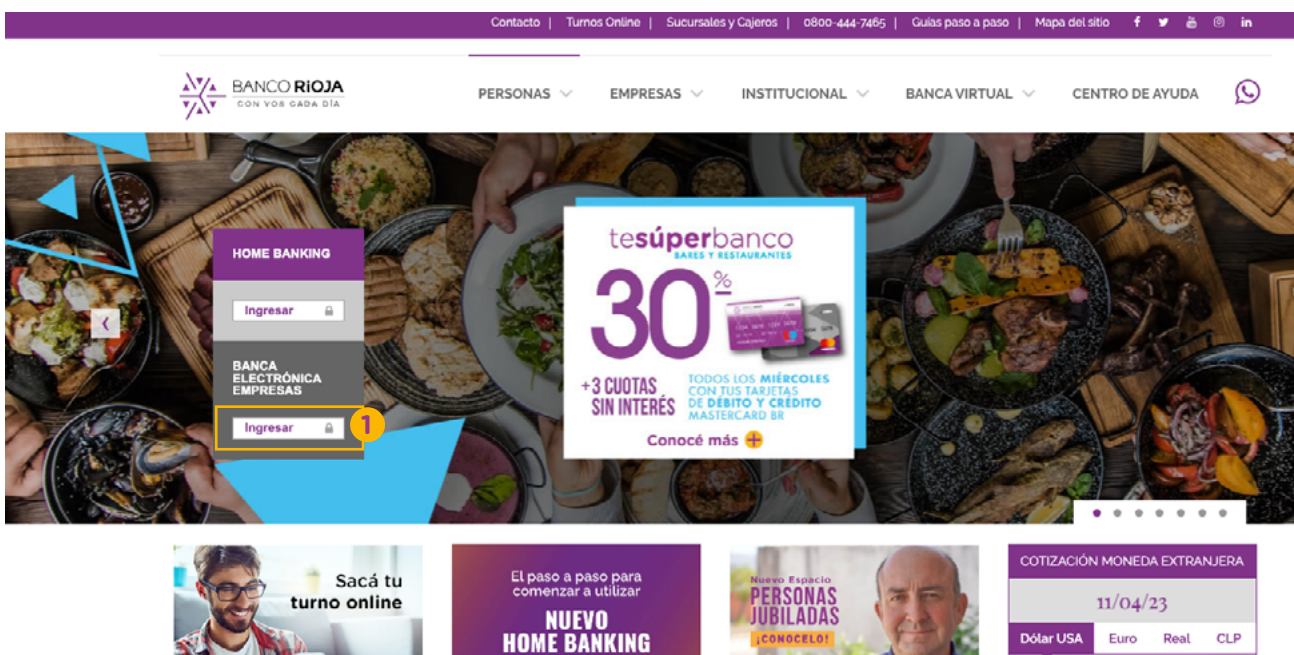 Contacto | Turnos Online | Sucursales y Cajeros | 0800-444-7465 | Guías paso a paso | Mapa del sitio
BANCO RIOJA
CON VOS CADA DÍA
PERSONAS EMPRESAS INSTITUCIONAL BANCA VIRTUAL CENTRO DE AYUDA
HOME BANKING
Ingresar
BANCA
ELECTRÓNICA
EMPRESAS
Ingresar
1
tesúperbanco
BARES Y RESTAURANTES
30%
+3 CUOTAS
SIN INTERÉS
TODOS LOS MIÉRCOLES
CON TUS TARJETAS
DE DÉBITO Y CRÉDITO
MASTERCARD BR
Conocé más +
Sacá tu
turno online
El paso a paso para
comenzar a utilizar
NUEVO
HOME BANKING
Nuevo Espacio
PERSONAS
JUBILADAS
¡CONOCELO!
COTIZACIÓN MONEDA EXTRANJERA
11/04/23
Dólar USA Euro Real CLP